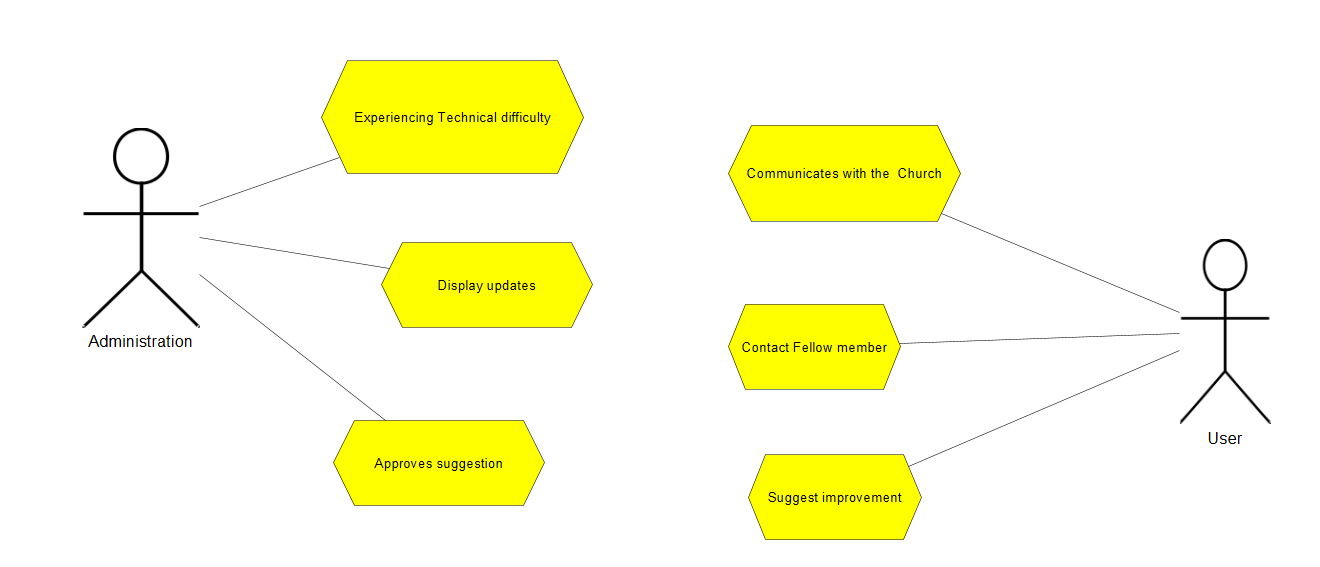 Experiencing Technical difficulty
Communicates with the  Church
Display updates
Administration
Contact Fellow member
User
Approves suggestion
Suggest improvement